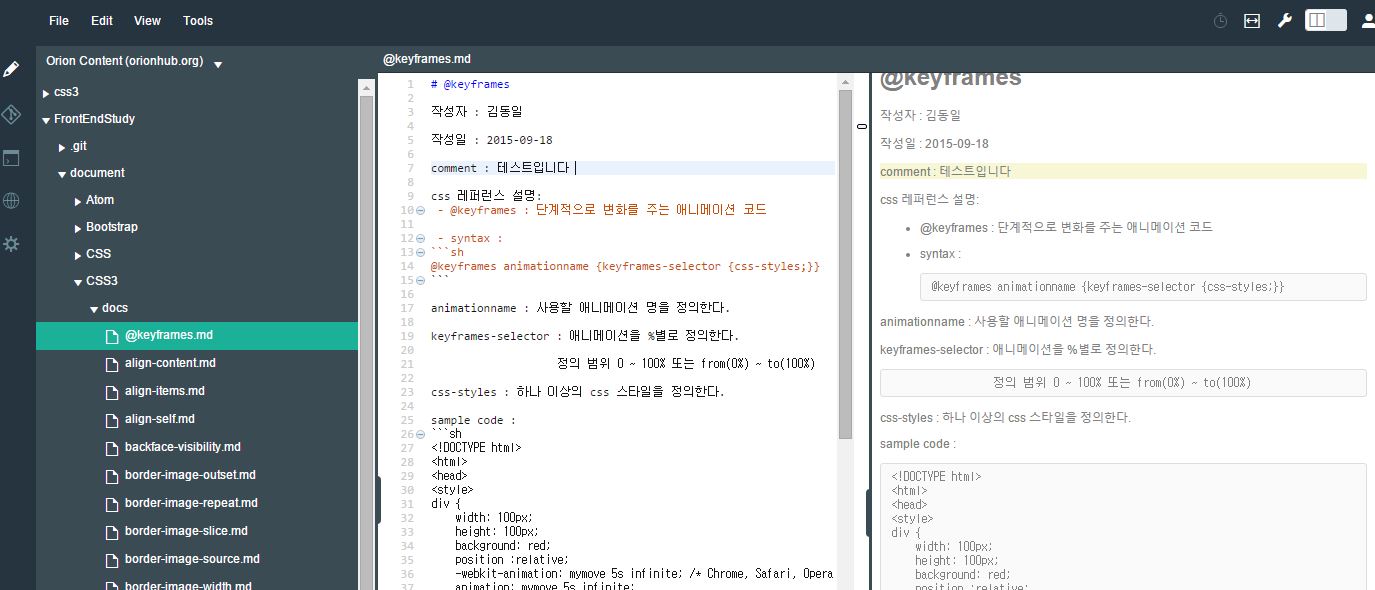 File Edit View Tools
Orion Content (orionhub.org)
css3
FrontEndStudy
.git
document
Atom
Bootstrap
CSS
CSS3
docs
@keyframes.md
align-content.md
align-items.md
align-self.md
backface-visibility.md
border-image-outset.md
border-image-repeat.md
border-image-slice.md
border-image-source.md
border-image-width.md
@keyframes.md
1 # @keyframes
2
3 작성자 : 김동일
4
5 작성일 : 2015-09-18
6
7 comment : 테스트입니다
8
9 css 레퍼런스 설명:
10 - @keyframes : 단계적으로 변화를 주는 애니메이션 코드
11
12 - syntax :
13 ```sh
14 @keyframes animationname {keyframes-selector {css-styles;}}
15 ```
16
17 animationname : 사용할 애니메이션 명을 정의한다.
18
19 keyframes-selector : 애니메이션을 %별로 정의한다.
20
21 정의 범위 0 ~ 100% 또는 from(0%) ~ to(100%)
22
23 css-styles : 하나 이상의 css 스타일을 정의한다.
24
25 sample code :
26 ```sh
27 <!DOCTYPE html>
28 <html>
29 <head>
30 <style>
31 div {
32 width: 100px;
33 height: 100px;
34 background: red;
35 position :relative;
36 -webkit-animation: mymove 5s infinite; /* Chrome, Safari, Opera
37 animation: mymove 5s infinite;
@keyframes
작성자 : 김동일
작성일 : 2015-09-18
comment : 테스트입니다
css 레퍼런스 설명:
• @keyframes : 단계적으로 변화를 주는 애니메이션 코드
• syntax :
@keyframes animationname {keyframes-selector {css-styles;}}
animationname : 사용할 애니메이션 명을 정의한다.
keyframes-selector : 애니메이션을 %별로 정의한다.
정의 범위 0 ~ 100% 또는 from(0%) ~ to(100%)
css-styles : 하나 이상의 css 스타일을 정의한다.
sample code :
<!DOCTYPE html>
<html>
<head>
<style>
div {
width: 100px;
height: 100px;
background: red;
position :relative;